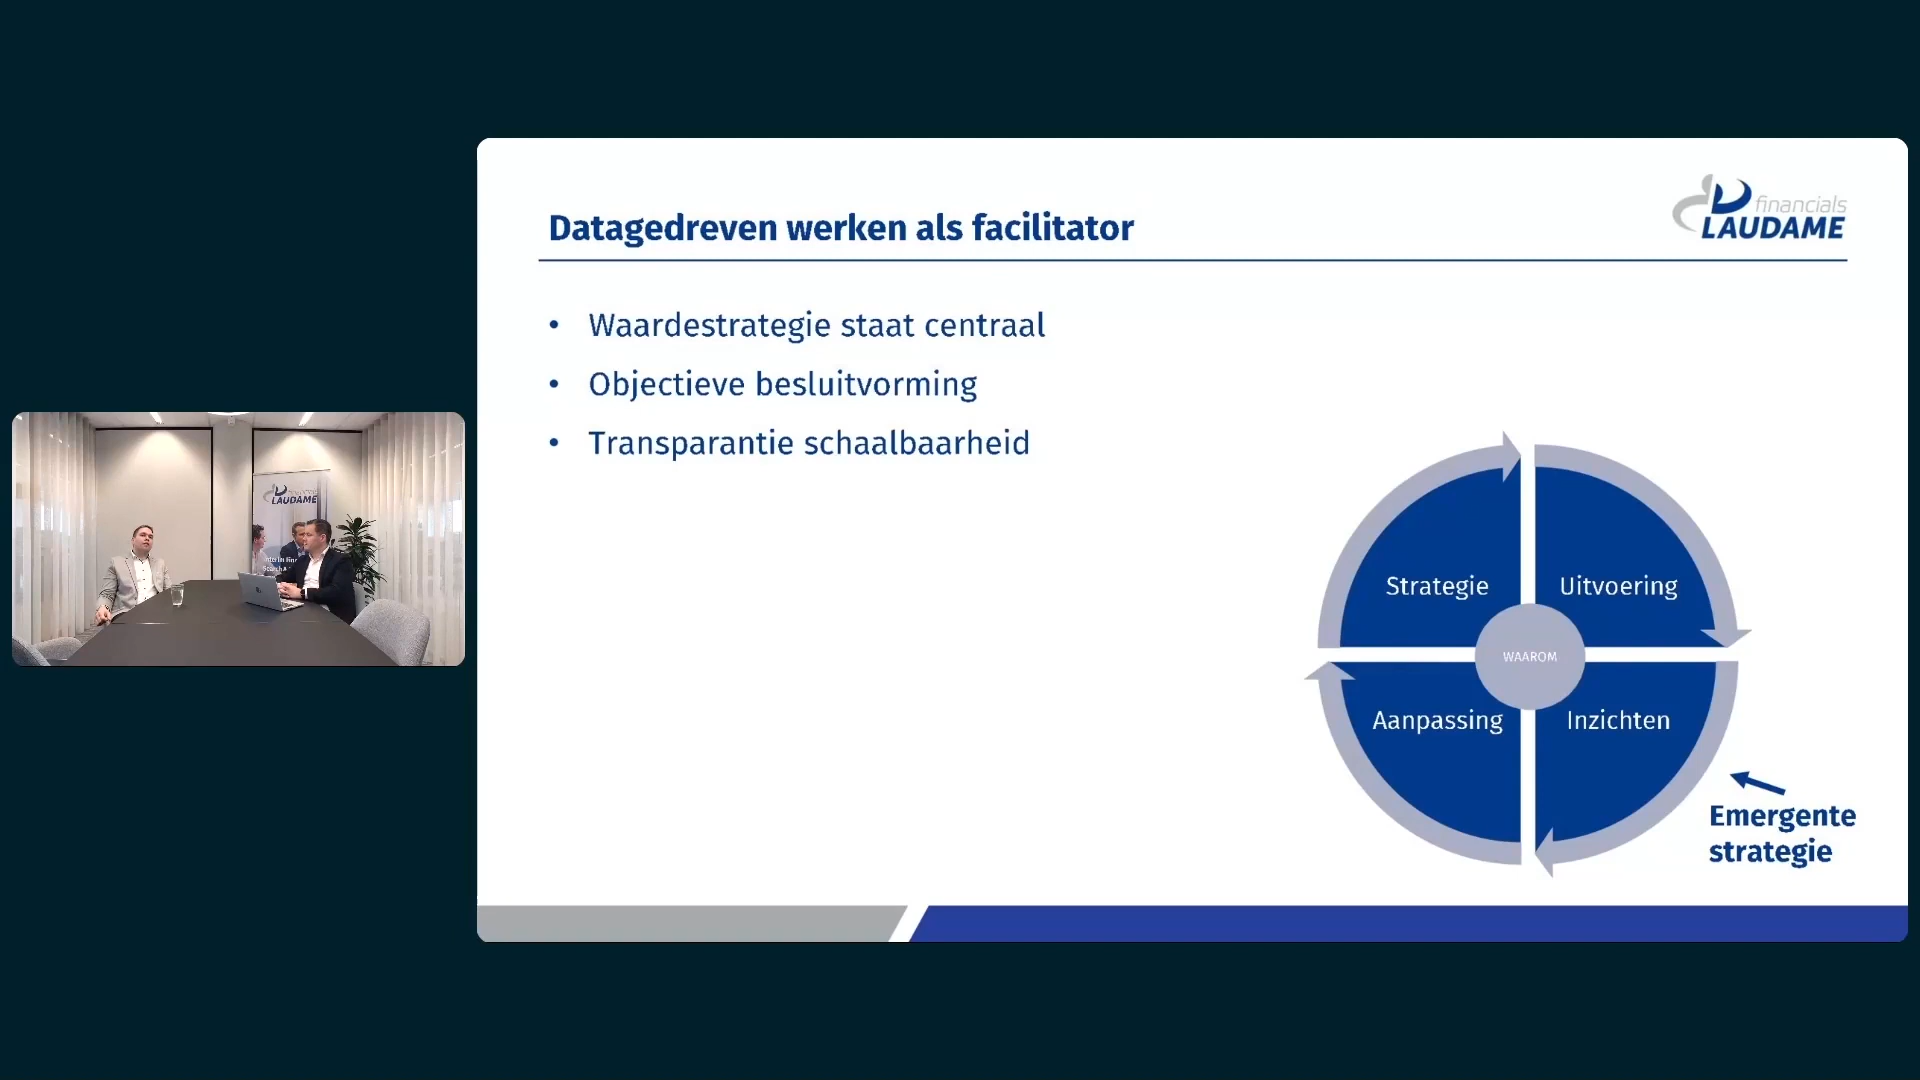 Datagedreven werken als facilitator
financials
LAUDAME
• Waardestrategie staat centraal
• Objectieve besluitvorming
• Transparantie schaalbaarheid
Strategie
Uitvoering
WAAROM
Aanpassing
Inzichten
Emergente
strategie
LAUDAME